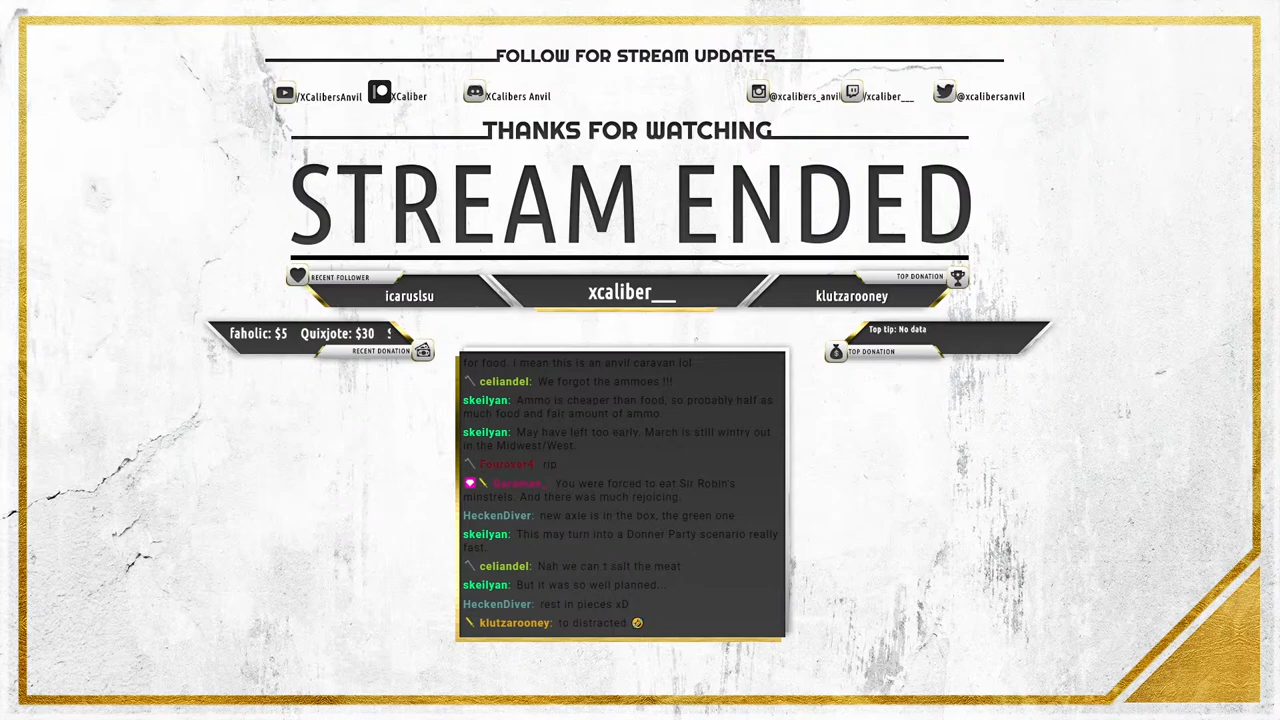 FOLLOW FOR STREAM UPDATES
/XCalibersAnvil
XCaliber
XCalibers Anvil
@xcalibers_anvil
/xcaliber___
@xcalibersanvil
THANKS FOR WATCHING
STREAM ENDED
RECENT FOLLOWER
TOP DONATION
icaruslsu
xcaliber__
klutzarooney
faholic: $5 Quixjote: $30
RECENT DONATION
Top tip: No data
TOP DONATION
for food. I mean this is an anvil caravan lol
celiandel: We forgot the ammoes !!!
skeilyan: Ammo is cheaper than food, so probably half as
much food and fair amount of ammo.
skeilyan: May have left too early. March is still wintry out
in the Midwest/West.
Fourover4: rip
You were forced to eat Sir Robin's
minstrels. And there was much rejoicing.
HeckenDiver: new axle is in the box, the green one
skeilyan: This may turn into a Donner Party scenario really
fast.
celiandel: Nah we can t salt the meat
skeilyan: But it was so well planned...
HeckenDiver: rest in pieces xD
klutzarooney: to distracted 🤣